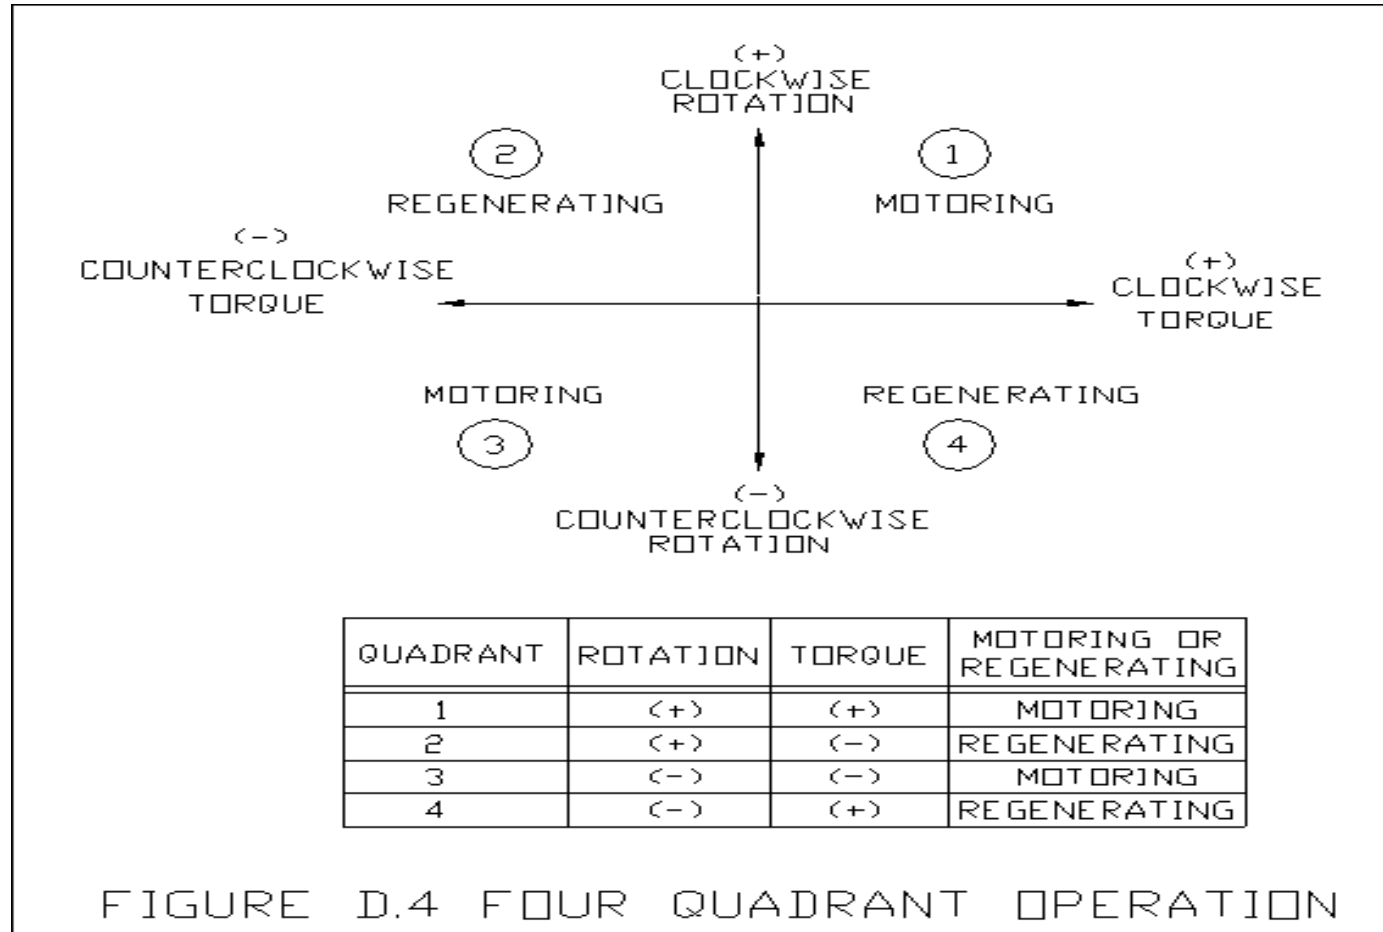 (+)
CLOCKWISE
ROTATION
2
1
REGENERATING
MOTORING
(-)
COUNTERCLOCKWISE
TORQUE
(+)
CLOCKWISE
TORQUE
MOTORING
REGENERATING
3
4
(-)
COUNTERCLOCKWISE
ROTATION
QUADRANT ROTATION TORQUE MOTORING OR REGENERATING
1 (+) (+) MOTORING
2 (+) (-) REGENERATING
3 (-) (-) MOTORING
4 (-) (+) REGENERATING
FIGURE D.4 FOUR QUADRANT OPERATION